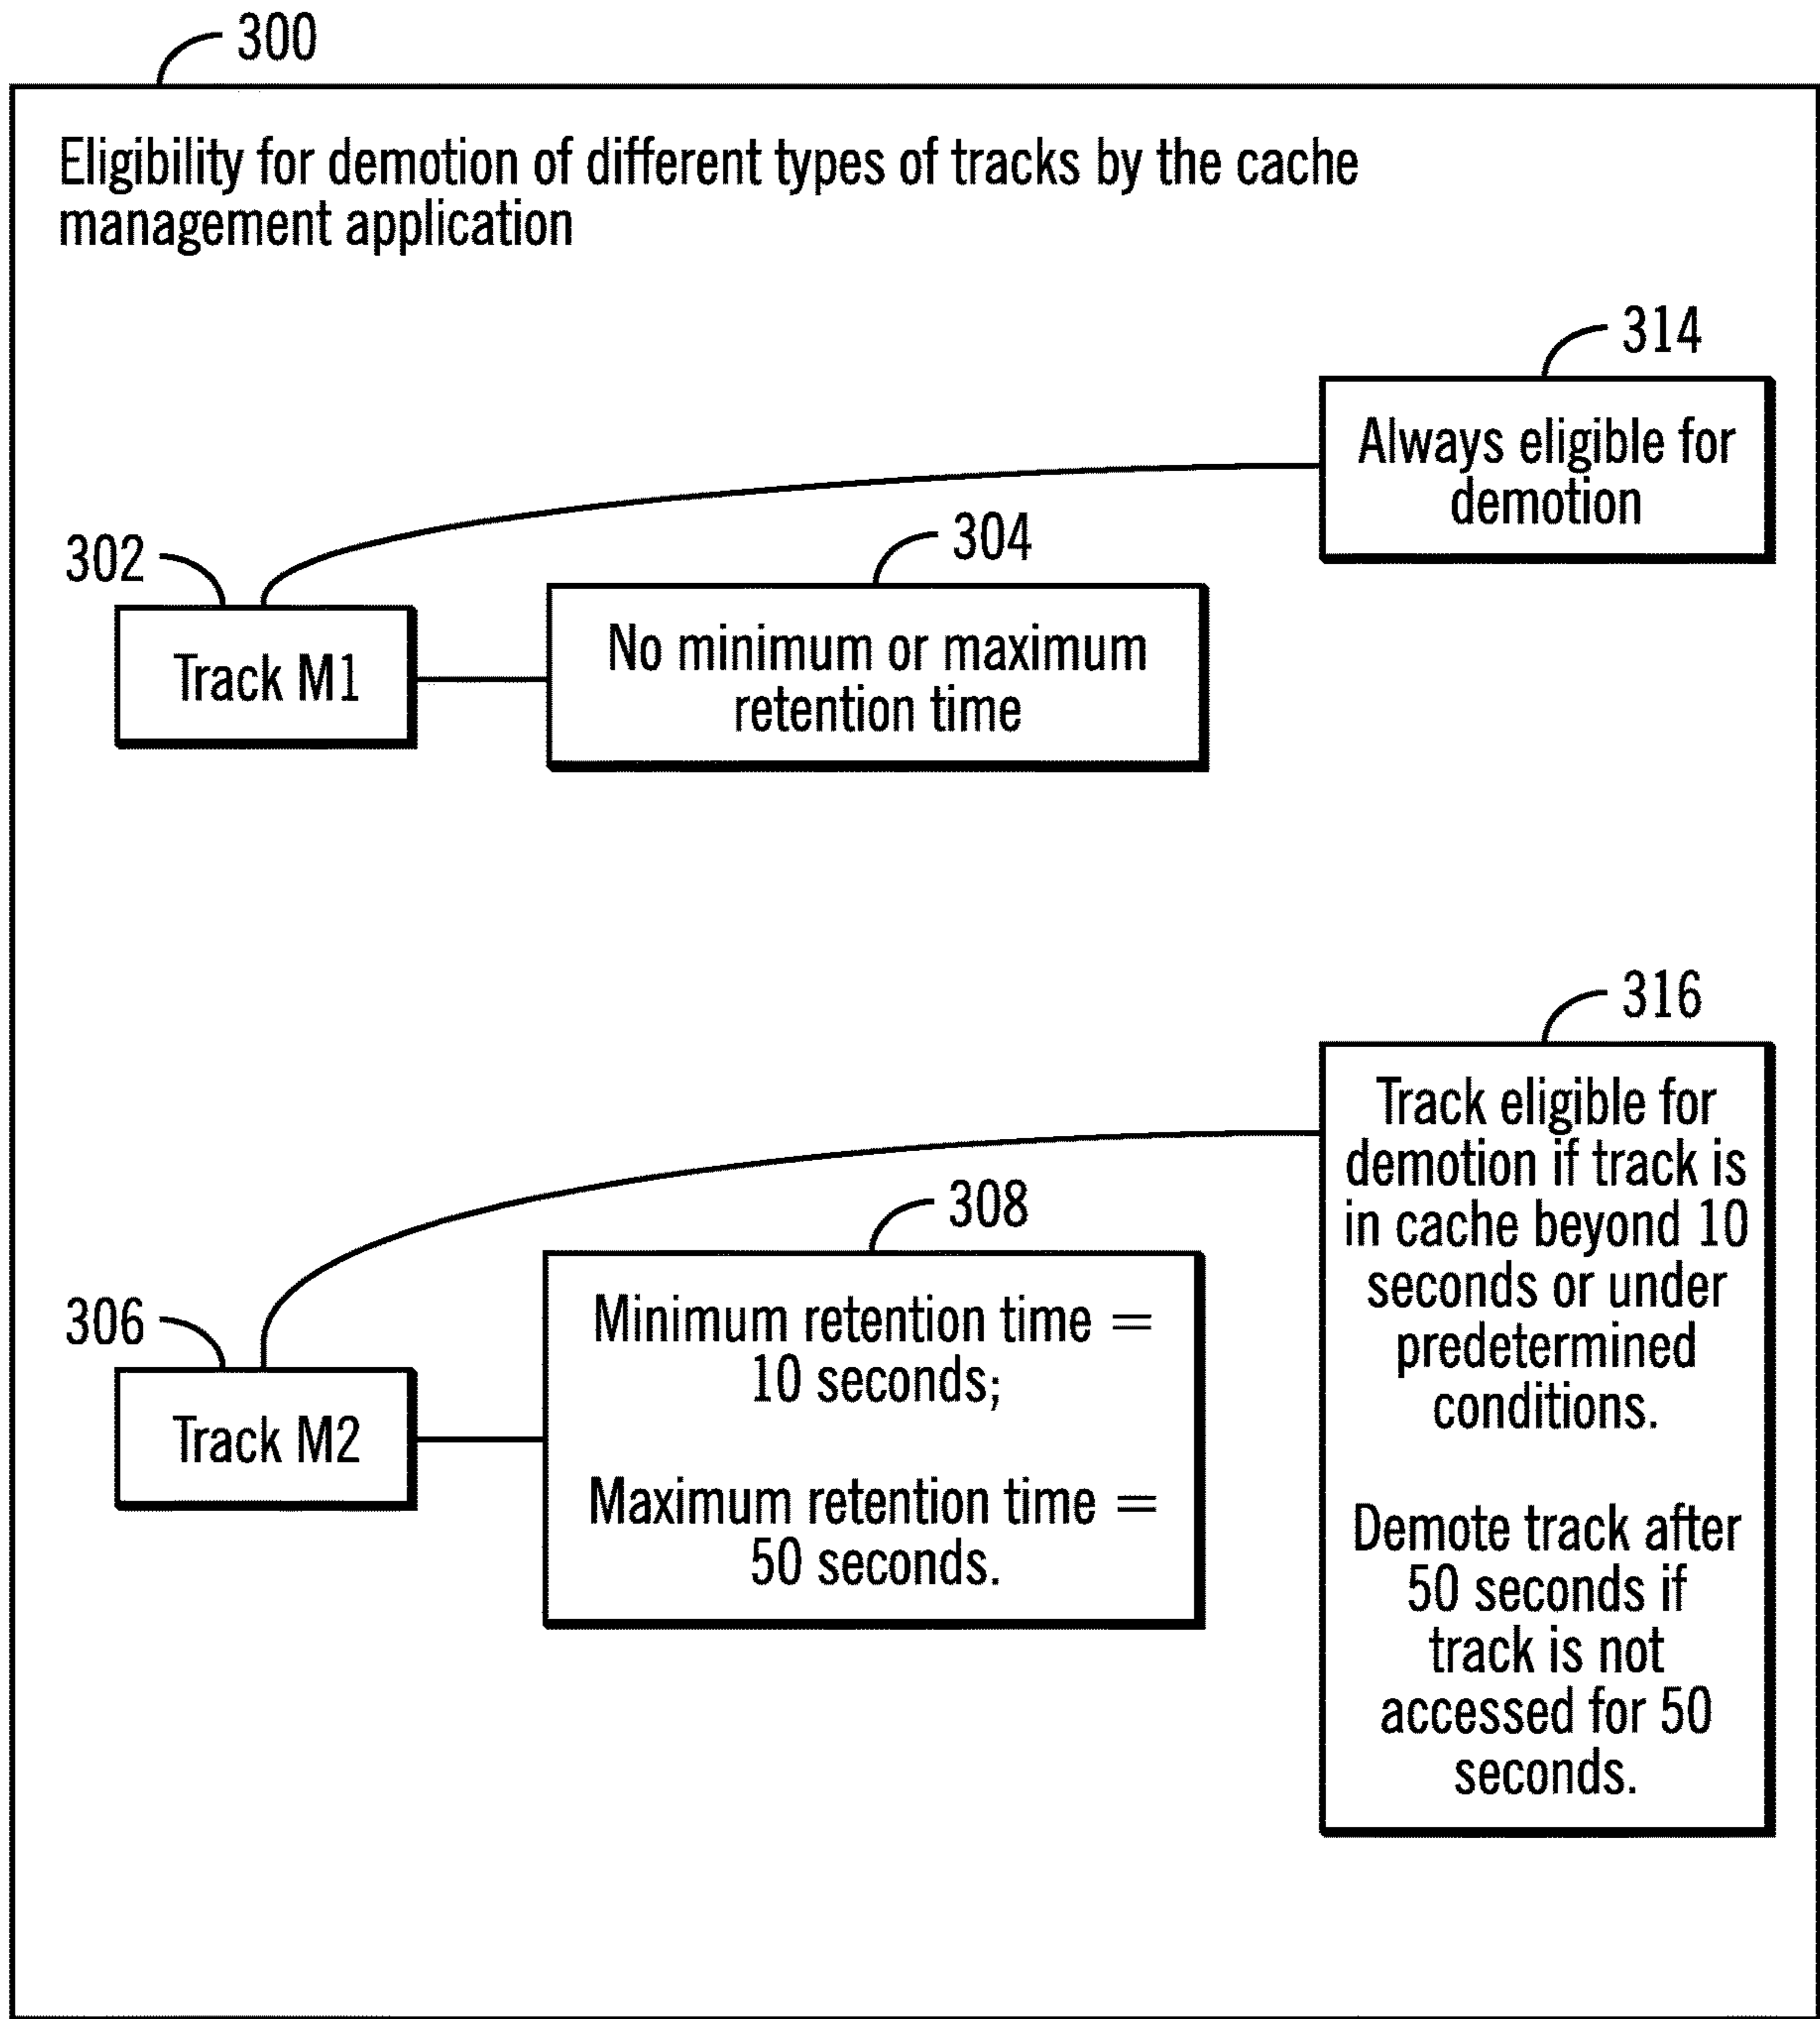 300
Eligibility for demotion of different types of tracks by the cache
management application
314
Always eligible for
demotion
302
304
Track M1
No minimum or maximum
retention time
316
Track eligible for
demotion if track is
in cache beyond 10
seconds or under
predetermined
conditions.
Demote track after
50 seconds if
track is not
accessed for 50
seconds.
308
306
Track M2
Minimum retention time =
10 seconds;
Maximum retention time =
50 seconds.